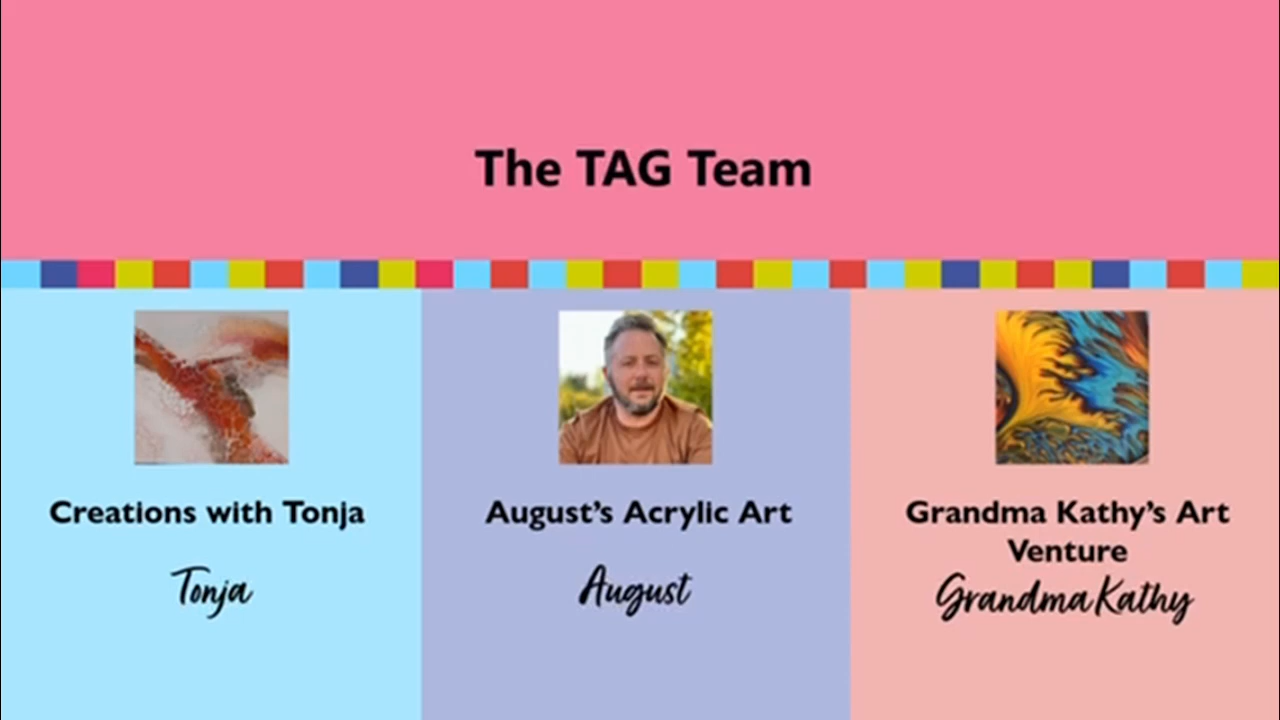 The TAG Team
Creations with Tonja
Tonja
August’s Acrylic Art
August
Grandma Kathy’s Art
Venture
Grandma Kathy